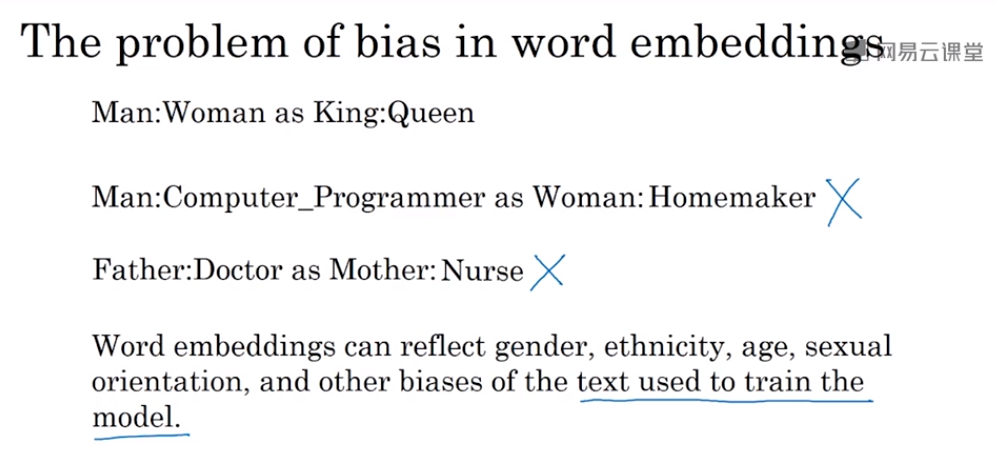 The problem of bias in word embeddings
网易云课堂
Man:Woman as King:Queen
Man:Computer_Programmer as Woman: Homemaker
Father:Doctor as Mother: Nurse
Word embeddings can reflect gender, ethnicity, age, sexual
orientation, and other biases of the text used to train the
model.